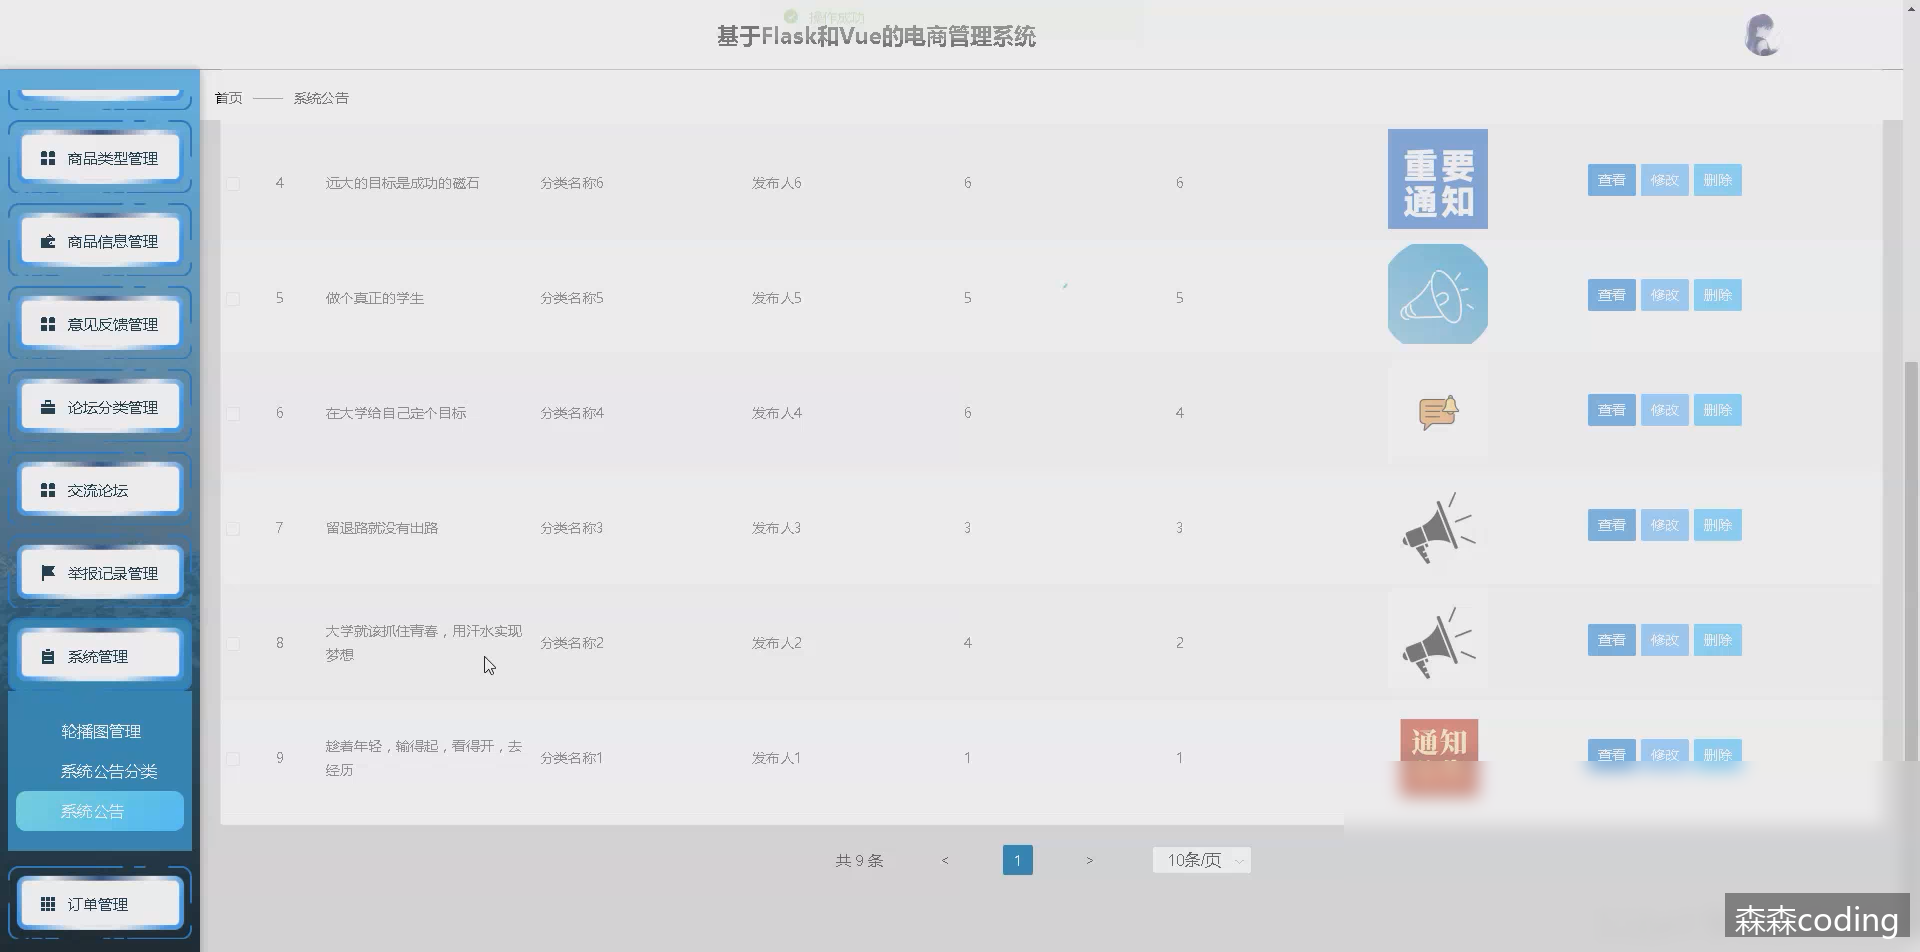 操作成功
基于Flask和Vue的电商管理系统
首页 —— 系统公告
商品类型管理
商品信息管理
意见反馈管理
论坛分类管理
交流论坛
举报记录管理
系统管理
轮播图管理
系统公告分类
系统公告
订单管理
4 远大的目标是成功的磁石 分类名称6 发布人6 6 6 重要 查看 修改 删除
通知
5 做个真正的学生 分类名称5 发布人5 5 5 查看 修改 删除
6 在大学给自己定个目标 分类名称4 发布人4 6 4 查看 修改 删除
7 留退路就没有出路 分类名称3 发布人3 3 3 查看 修改 删除
8 大学就该抓住青春，用汗水实现 分类名称2 发布人2 4 2 查看 修改 删除
梦想
9 趁着年轻，输得起，看得开，去 分类名称1 发布人1 1 1 通知 查看 修改 删除
经历
共 9 条 < 1 > 10条/页
森森coding